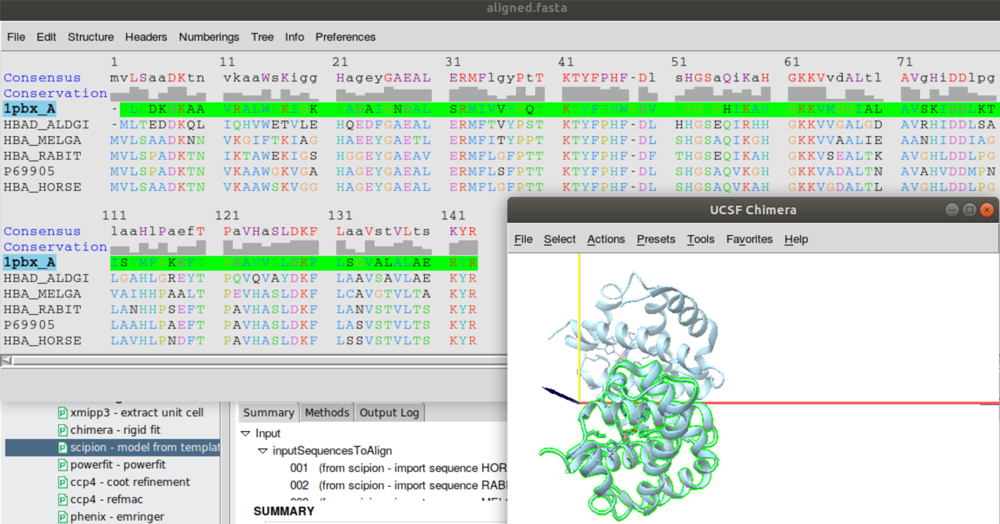 aligned.fasta
File Edit Structure Headers Numberings Tree Info Preferences
1 11 21 31 41 51 61 71
Consensus mvLSaaDKtn vkaaWsKigg HageyGAEAL ERMFlgyPtT KTYFPHF-Dl sHGSaQiKaH GKKVvdALtl AVgHiDDlpg
Conservation
1pbx_A -SLSDKDKAA VRALWSKIGK SADAIGNDAL SRMIVVYPQT KTYFSHWPDV TPGSPHIKAH GKKVMGGIAL AVSKIDDLKT
HBAD_ALDGI -MLTEDDKQL IQHVWETVLE HQEDFGAEAL ERMFTVYPST KTYFPHF-DL HHGSEQIRHH GKKVVGALGD AVRHIDDLSA
HBA_MELGA MVLSAADKNN VKGIFTKIAG HAEEYGAETL ERMFITYPPT KTYFPHF-DL SHGSAQIKGH GKKVVAALIE AANHIDDIAG
HBA_RABIT MVLSPADKTN IKTAWEKIGS HGGEYGAEAV ERMFLGFPTT KTYFPHF-DF THGSEQIKAH GKKVSEALTK AVGHLDDLPG
P69905 MVLSPADKTN VKAAWGKVGA HAGEYGAEAL ERMFLSFPTT KTYFPHF-DL SHGSAQVKGH GKKVADALTN AVAHVDDMPN
HBA_HORSE MVLSAADKTN VKAAWSKVGG HAGEYGAEAL ERMFLGFPTT KTYFPHF-DL SHGSAQVKAH GKKVGDALTL AVGHLDDLPG
111 121 131 141
Consensus laaHlPaefT PaVHaSLDKF LaaVstVLts KYR
Conservation
1pbx_A ISTMFPKEFT PEAHVSLDKF LSGVALALAE RYR
HBAD_ALDGI LGAHLGREYT PQVQVAYDKF LAAVSAVLAE KYR
HBA_MELGA VAIHHPAALT PEVHASLDKF LCAVGTVLTA KYR
HBA_RABIT LANHHPSEFT PAVHASLDKF LANVSTVLTS KYR
P69905 LAAHLPAEFT PAVHASLDKF LASVSTVLTS KYR
HBA_HORSE LAVHLPNDFT PAVHASLDKF LSSVSTVLTS KYR
UCSF Chimera
File Select Actions Presets Tools Favorites Help
xmipp3 - extract unit cell
chimera - rigid fit
scipion - model from templat
powerfit - powerfit
ccp4 - coot refinement
ccp4 - refmac
phenix - emringer
Summary Methods Output Log
Input
inputSequencesToAlign
001 (from scipion - import sequence HOR
002 (from scipion - import sequence RABI
SUMMARY